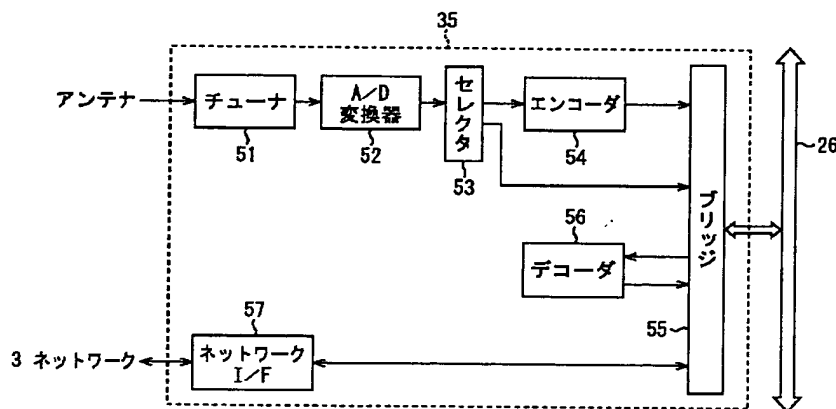 35
アンテナ
チューナ
51
A/D
変換器
52
セレクタ
53
エンコーダ
54
ブリッジ
55
26
56
デコーダ
57
3 ネットワーク
ネットワーク
I/F